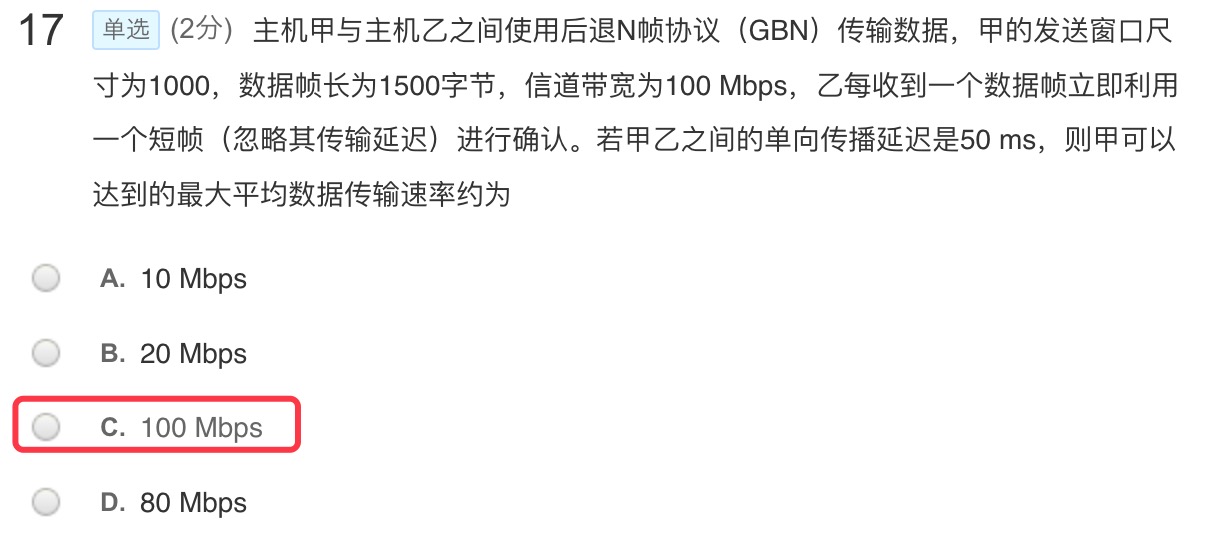 17 单选 (2分) 主机甲与主机乙之间使用后退N帧协议（GBN）传输数据，甲的发送窗口尺
寸为1000，数据帧长为1500字节，信道带宽为100 Mbps，乙每收到一个数据帧立即利用
一个短帧（忽略其传输延迟）进行确认。若甲乙之间的单向传播延迟是50 ms，则甲可以
达到的最大平均数据传输速率约为
A. 10 Mbps
B. 20 Mbps
C. 100 Mbps
D. 80 Mbps